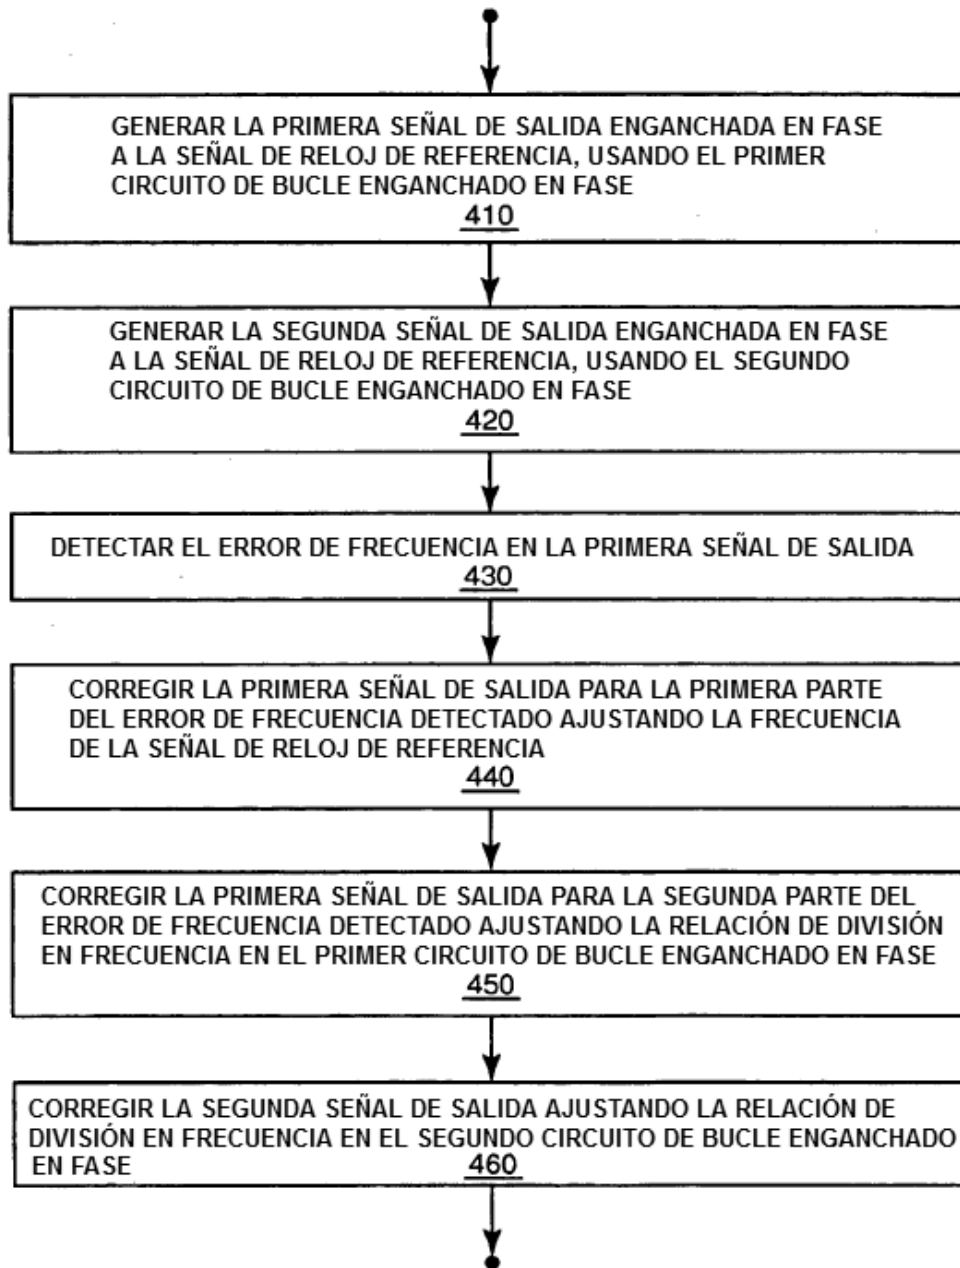 GENERAR LA PRIMERA SEÑAL DE SALIDA ENGANCHADA EN FASE
A LA SEÑAL DE RELOJ DE REFERENCIA, USANDO EL PRIMER
CIRCUITO DE BUCLE ENGANCHADO EN FASE
410
GENERAR LA SEGUNDA SEÑAL DE SALIDA ENGANCHADA EN FASE
A LA SEÑAL DE RELOJ DE REFERENCIA, USANDO EL SEGUNDO
CIRCUITO DE BUCLE ENGANCHADO EN FASE
420
DETECTAR EL ERROR DE FRECUENCIA EN LA PRIMERA SEÑAL DE SALIDA
430
CORREGIR LA PRIMERA SEÑAL DE SALIDA PARA LA PRIMERA PARTE
DEL ERROR DE FRECUENCIA DETECTADO AJUSTANDO LA FRECUENCIA
DE LA SEÑAL DE RELOJ DE REFERENCIA
440
CORREGIR LA PRIMERA SEÑAL DE SALIDA PARA LA SEGUNDA PARTE DEL
ERROR DE FRECUENCIA DETECTADO AJUSTANDO LA RELACIÓN DE DIVISIÓN
EN FRECUENCIA EN EL PRIMER CIRCUITO DE BUCLE ENGANCHADO EN FASE
450
CORREGIR LA SEGUNDA SEÑAL DE SALIDA AJUSTANDO LA RELACIÓN DE
DIVISIÓN EN FRECUENCIA EN EL SEGUNDO CIRCUITO DE BUCLE ENGANCHADO
EN FASE 460